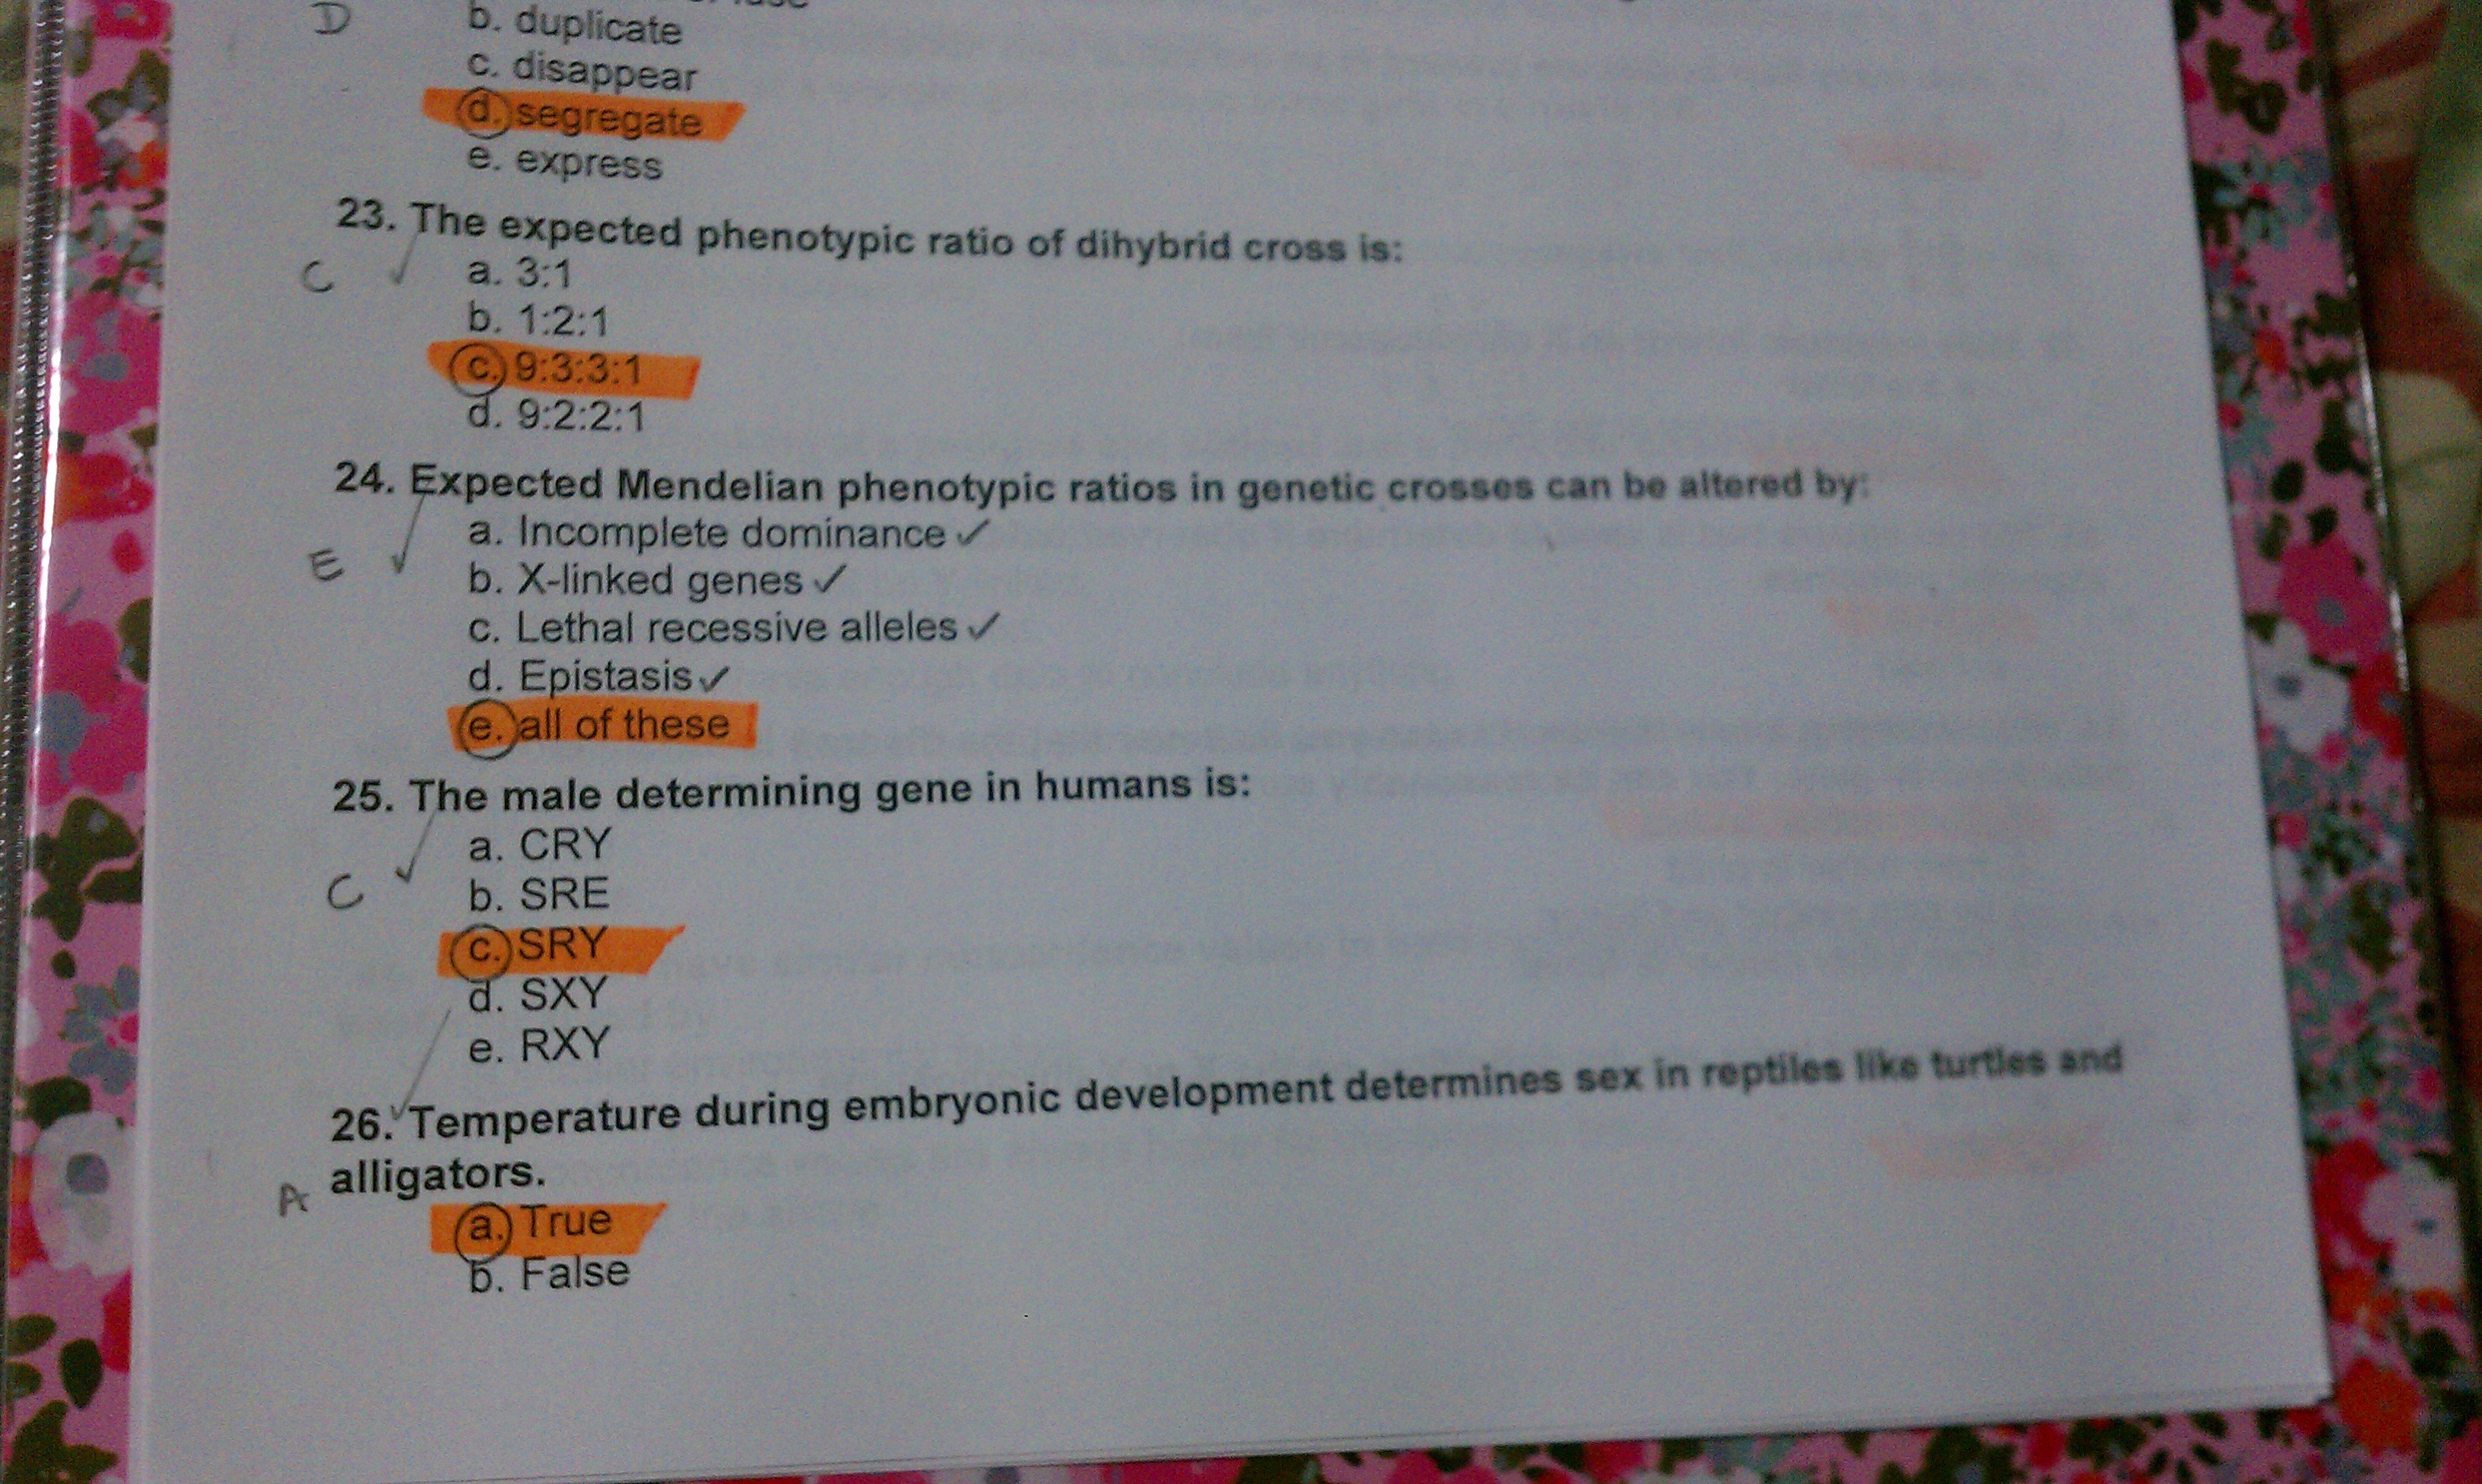 D
b. duplicate
c. disappear
d. segregate
e. express
23. The expected phenotypic ratio of dihybrid cross is:
C ✓ a. 3:1
b. 1:2:1
c. 9:3:3:1
d. 9:2:2:1
24. Expected Mendelian phenotypic ratios in genetic crosses can be altered by:
a. Incomplete dominance ✓
E ✓ b. X-linked genes ✓
c. Lethal recessive alleles ✓
d. Epistasis ✓
e. all of these
25. The male determining gene in humans is:
a. CRY
C ✓ b. SRE
c. SRY
d. SXY
e. RXY
26. Temperature during embryonic development determines sex in reptiles like turtles and
A alligators.
a. True
b. False